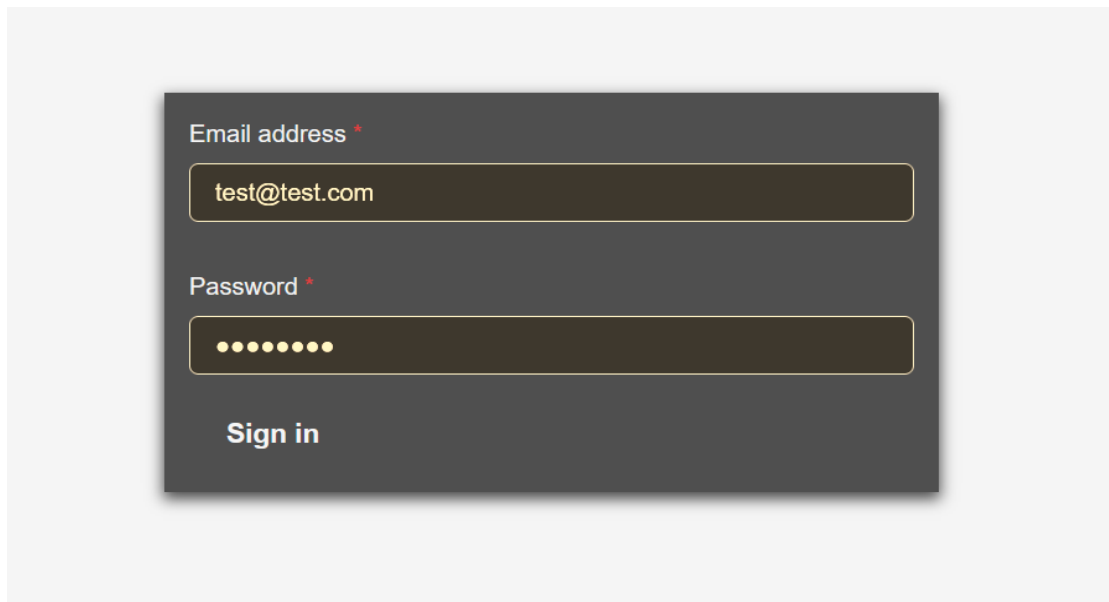 Email address *
test@test.com
Password *
••••••••
Sign in